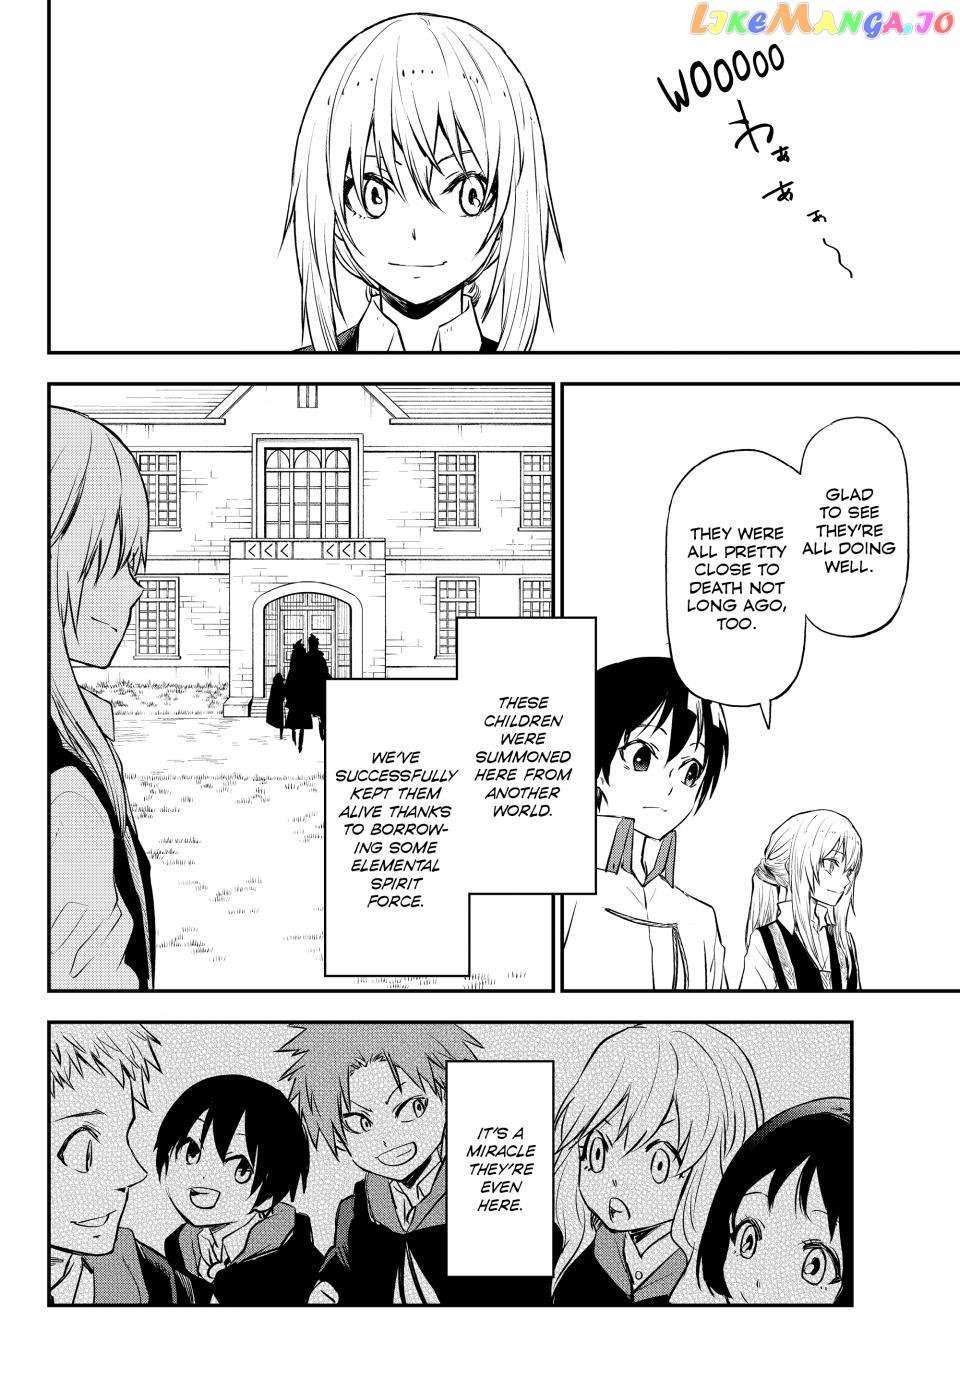 LIKEMANGA.IO
WOOOOO
わ
ぁ
ぁ
ぁ
GLAD
TO SEE
THEY'RE
ALL DOING
WELL.
THEY WERE
ALL PRETTY
CLOSE TO
DEATH NOT
LONG AGO,
TOO.
THESE
CHILDREN
WERE
SUMMONED
HERE FROM
ANOTHER
WORLD.
WE'VE
SUCCESSFULLY
KEPT THEM
ALIVE THANKS
TO BORROW-
ING SOME
ELEMENTAL
SPIRIT
FORCE.
IT'S A
MIRACLE
THEY'RE
EVEN
HERE.